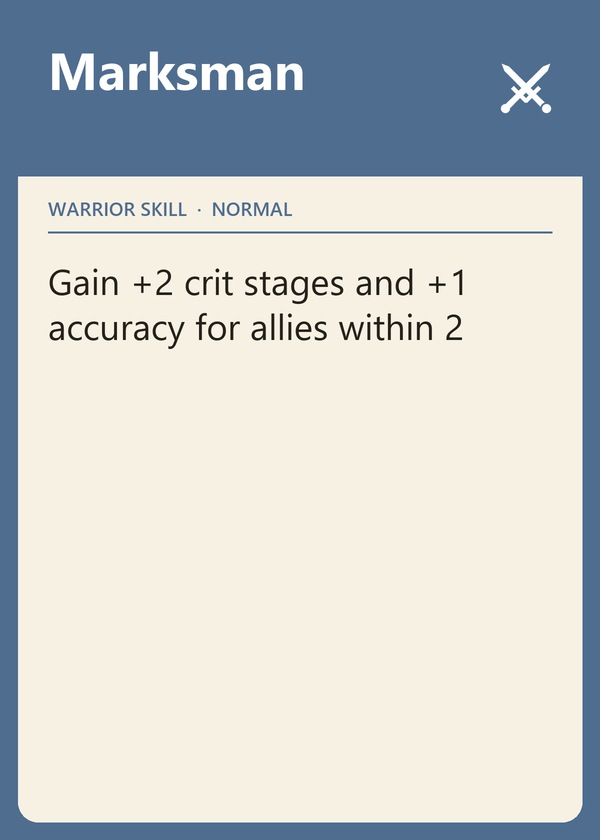 Marksman
WARRIOR SKILL · NORMAL
Gain +2 crit stages and +1
accuracy for allies within 2